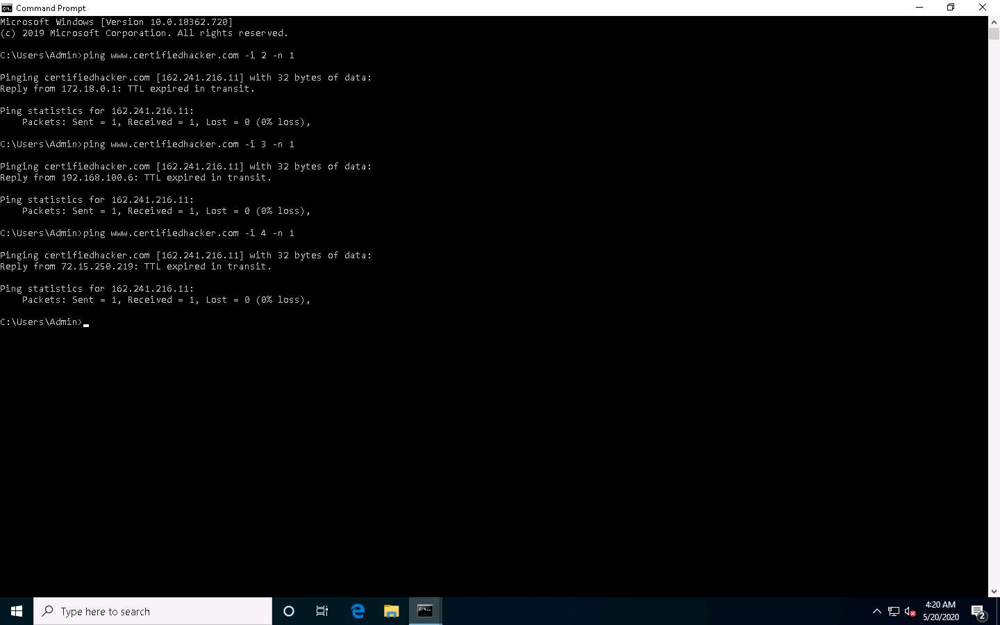 Command Prompt
Microsoft Windows [Version 10.0.18362.720]
(c) 2019 Microsoft Corporation. All rights reserved.
C:\Users\Admin>ping www.certifiedhacker.com -i 2 -n 1
Pinging certifiedhacker.com [162.241.216.11] with 32 bytes of data:
Reply from 172.18.0.1: TTL expired in transit.
Ping statistics for 162.241.216.11:
    Packets: Sent = 1, Received = 1, Lost = 0 (0% loss),
C:\Users\Admin>ping www.certifiedhacker.com -i 3 -n 1
Pinging certifiedhacker.com [162.241.216.11] with 32 bytes of data:
Reply from 192.168.100.6: TTL expired in transit.
Ping statistics for 162.241.216.11:
    Packets: Sent = 1, Received = 1, Lost = 0 (0% loss),
C:\Users\Admin>ping www.certifiedhacker.com -i 4 -n 1
Pinging certifiedhacker.com [162.241.216.11] with 32 bytes of data:
Reply from 72.15.250.219: TTL expired in transit.
Ping statistics for 162.241.216.11:
    Packets: Sent = 1, Received = 1, Lost = 0 (0% loss),
C:\Users\Admin>
Type here to search
4:20 AM
5/20/2020
2